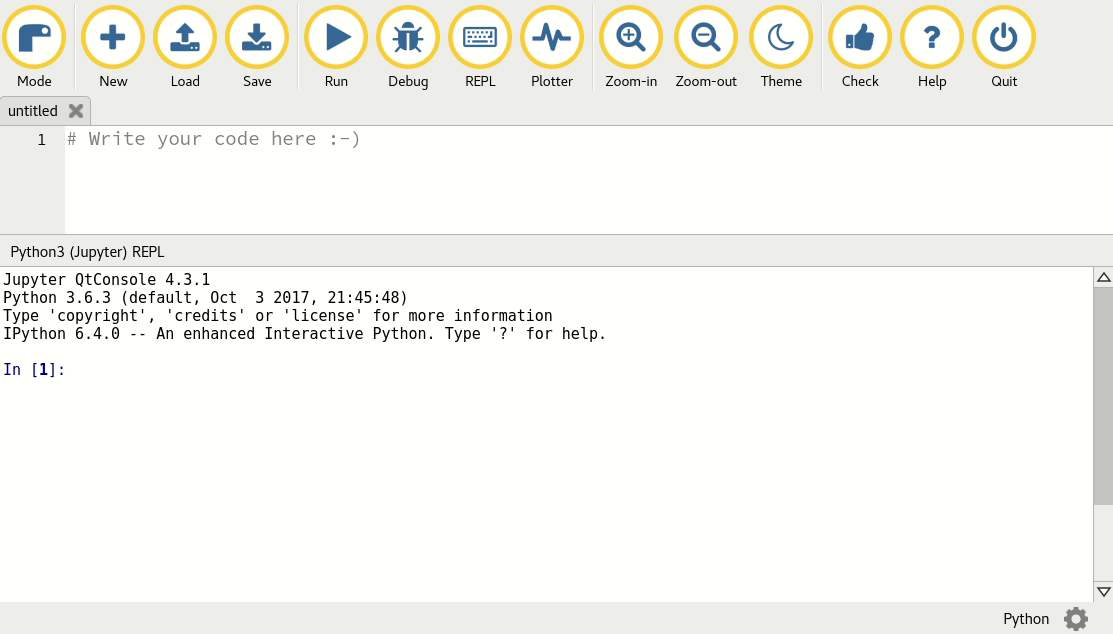 Mode New Load Save Run Debug REPL Plotter Zoom-in Zoom-out Theme Check Help Quit
untitled
1 # Write your code here :-)
Python3 (Jupyter) REPL
Jupyter QtConsole 4.3.1
Python 3.6.3 (default, Oct  3 2017, 21:45:48)
Type 'copyright', 'credits' or 'license' for more information
IPython 6.4.0 -- An enhanced Interactive Python. Type '?' for help.
In [1]:
Python